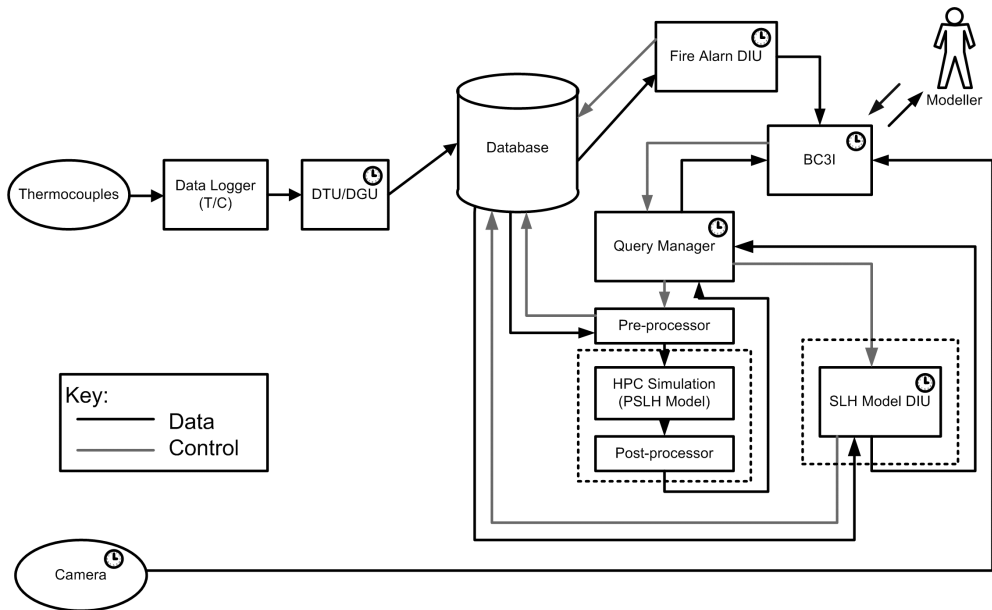 Fire Alarn DIU
Modeller
Database
BC3I
Thermocouples
Data Logger
(T/C)
DTU/DGU
Query Manager
Pre-processor
HPC Simulation
(PSLH Model)
SLH Model DIU
Post-processor
Key:
Data
Control
Camera